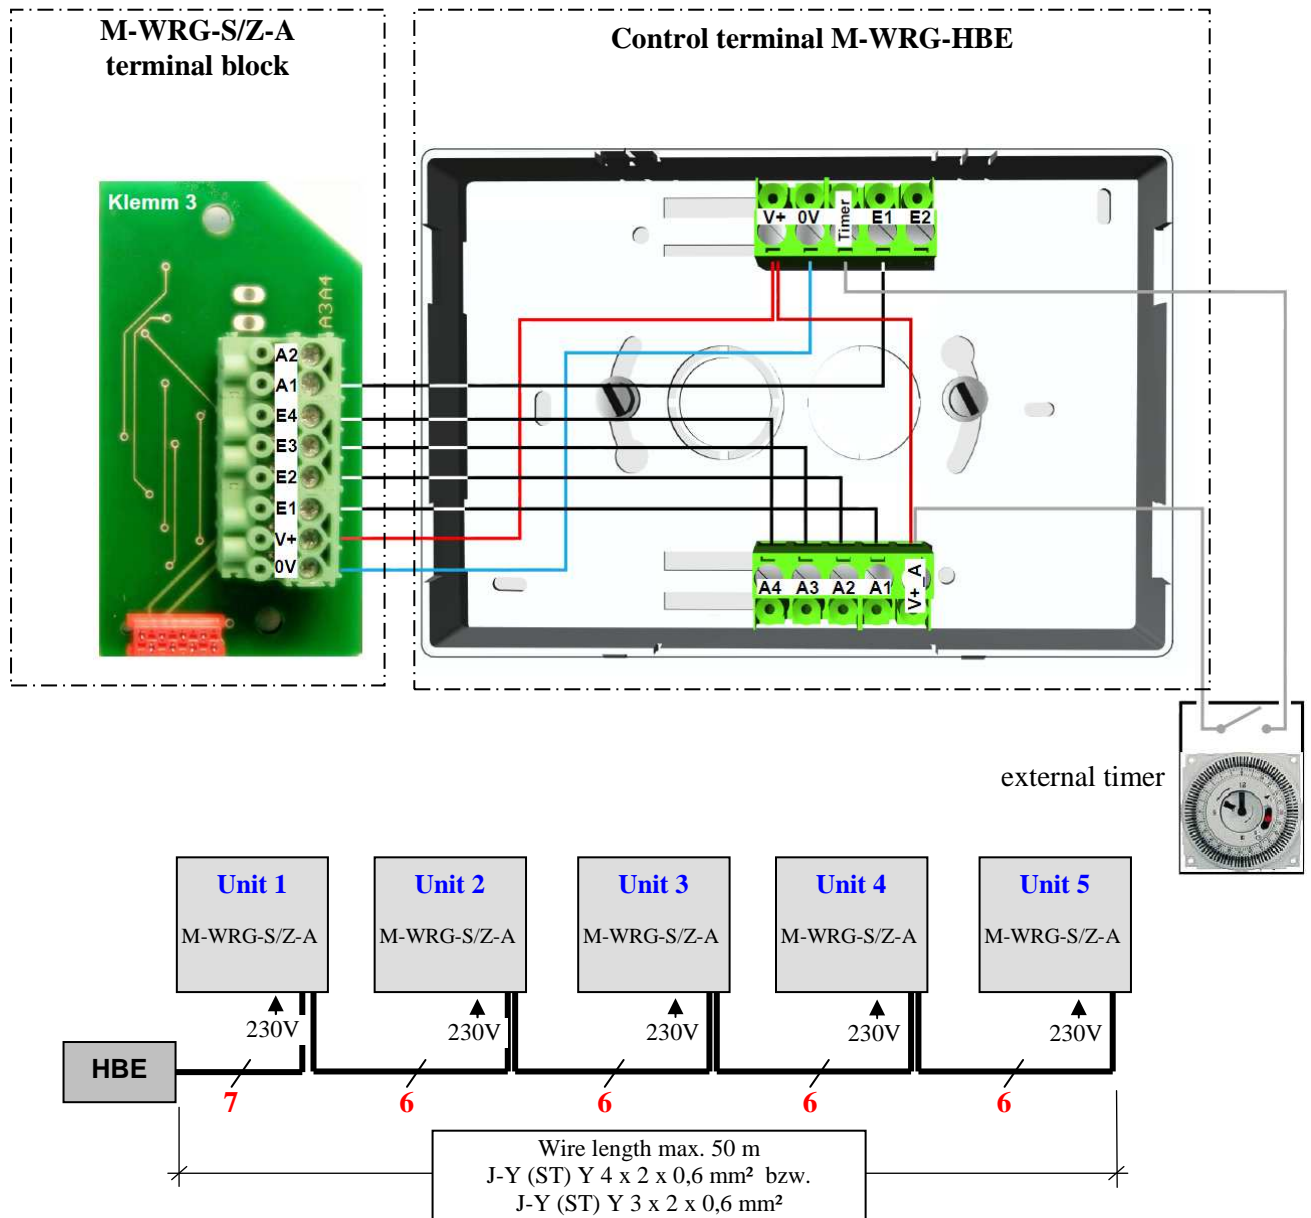 M-WRG-S/Z-A
terminal block
Control terminal M-WRG-HBE
Klemm 3
A3A4
A2
A1
E4
E3
E2
E1
V+
0V
V+ 0V Timer E1 E2
A4 A3 A2 A1 V+_A
external timer
Unit 1
M-WRG-S/Z-A
Unit 2
M-WRG-S/Z-A
Unit 3
M-WRG-S/Z-A
Unit 4
M-WRG-S/Z-A
Unit 5
M-WRG-S/Z-A
230V
230V
230V
230V
230V
HBE
7
6
6
6
6
Wire length max. 50 m
J-Y (ST) Y 4 x 2 x 0,6 mm² bzw.
J-Y (ST) Y 3 x 2 x 0,6 mm²